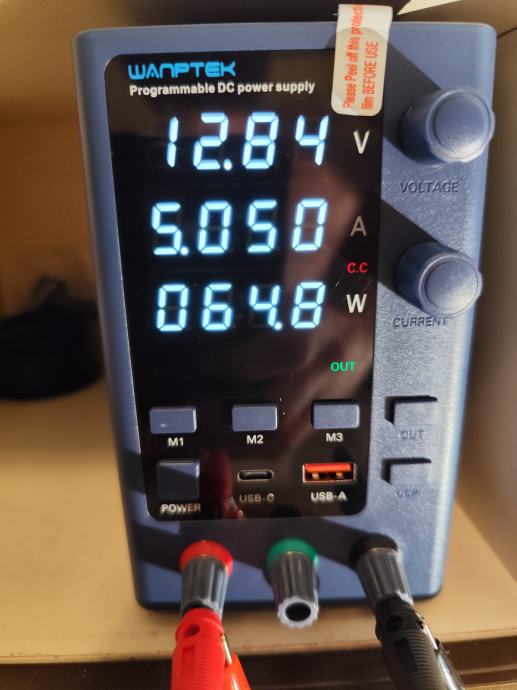 Please Peel off this protecti
film BEFORE USE
WANPTEK
Programmable DC power supply
12.84 V
VOLTAGE
5.050 A
C.C
064.8 W
CURRENT
OUT
M1 M2 M3 OUT
POWER USB-C USB-A OCP